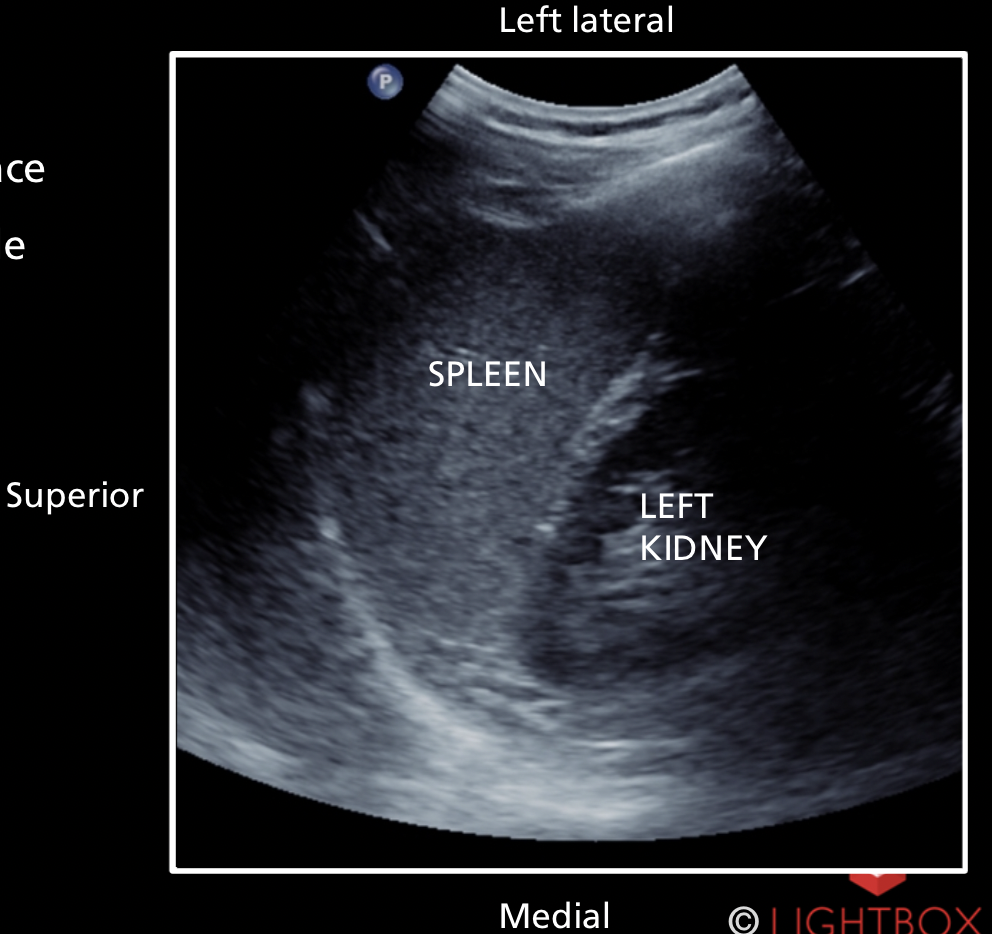 Left lateral
P
SPLEEN
Superior
LEFT
KIDNEY
Medial
© LIGHTBOX